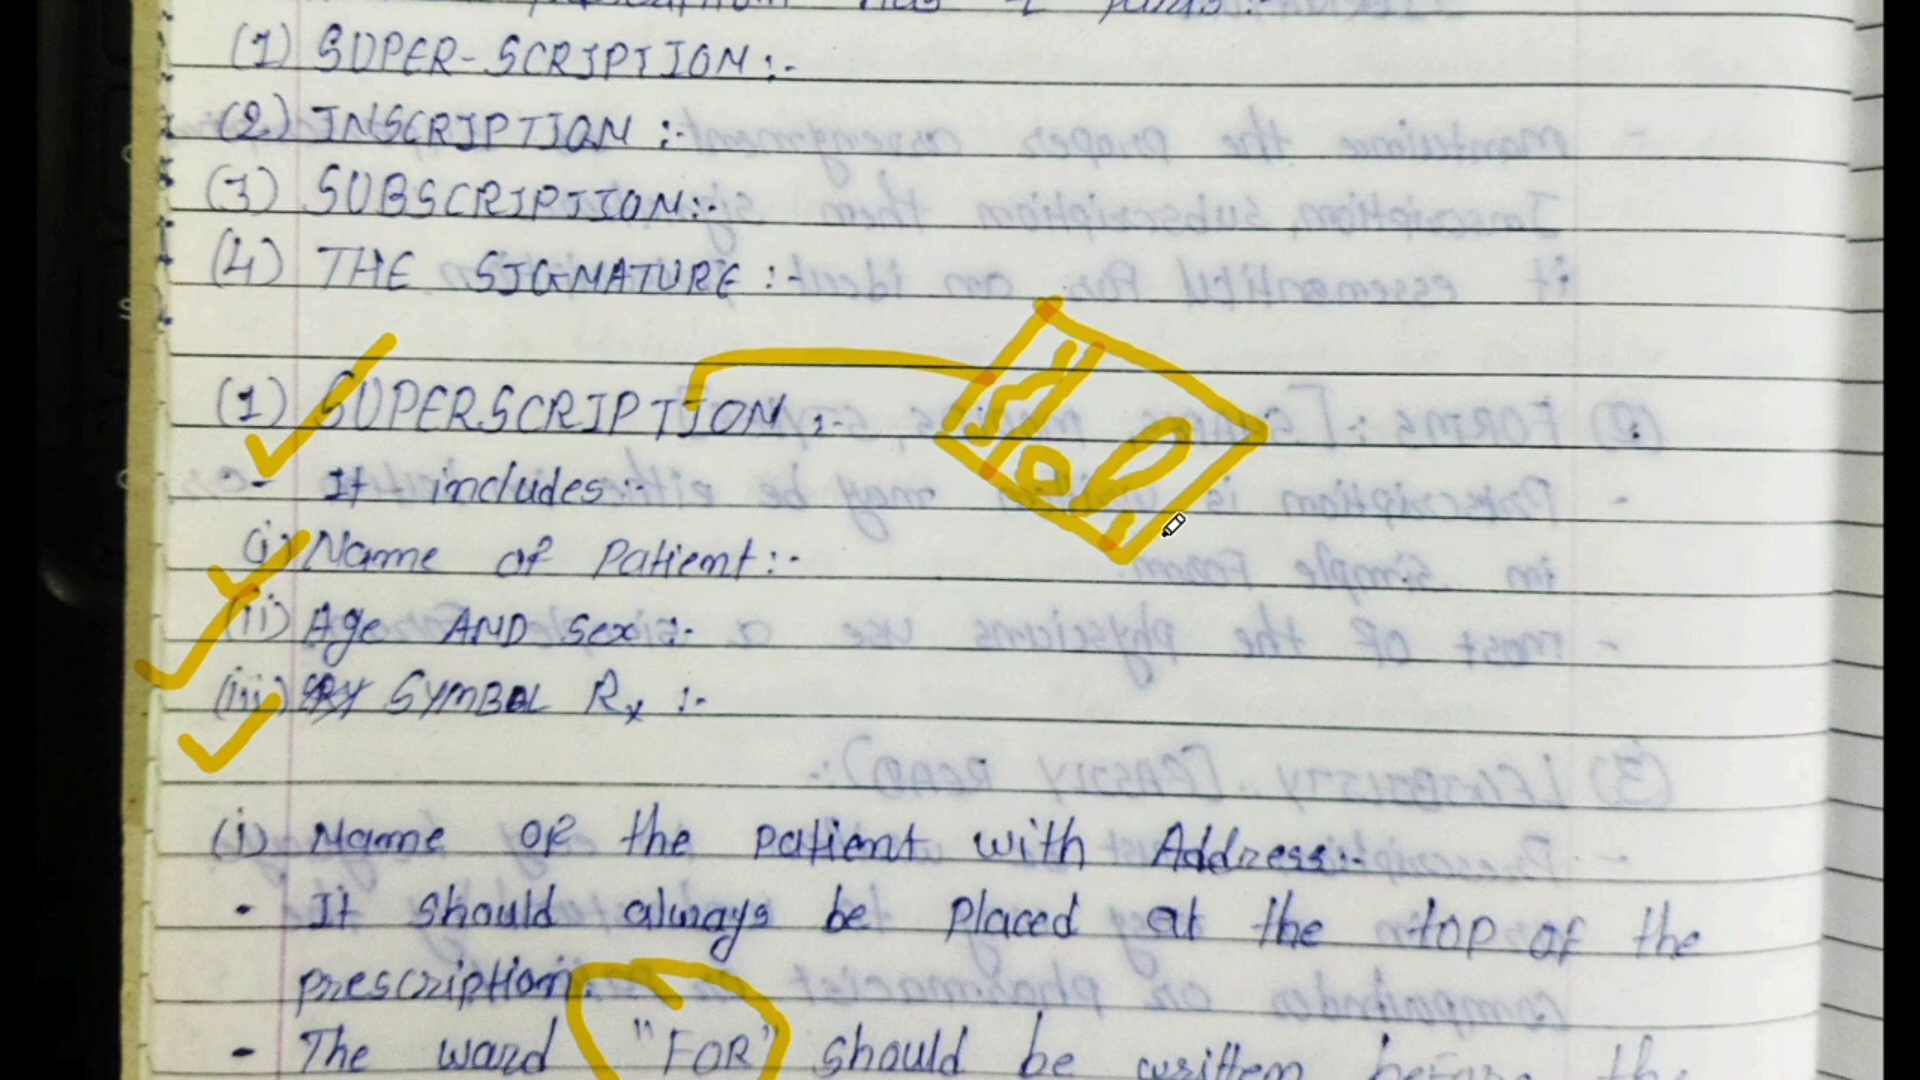 (1) SUPER-SCRIPTION :-
(2) INSCRIPTION :-
(3) SUBSCRIPTION:-
(4) THE SIGNATURE :-
(1) SUPERSCRIPTION :-
- It includes:-
(i) Name of Patient:-
(ii) Age AND Sex:-
(iii) SYMBOL Rx :-
(i) Name of the patient with Address:-
• It should always be placed at the top of the
prescription.
- The word "FOR" should be written before the